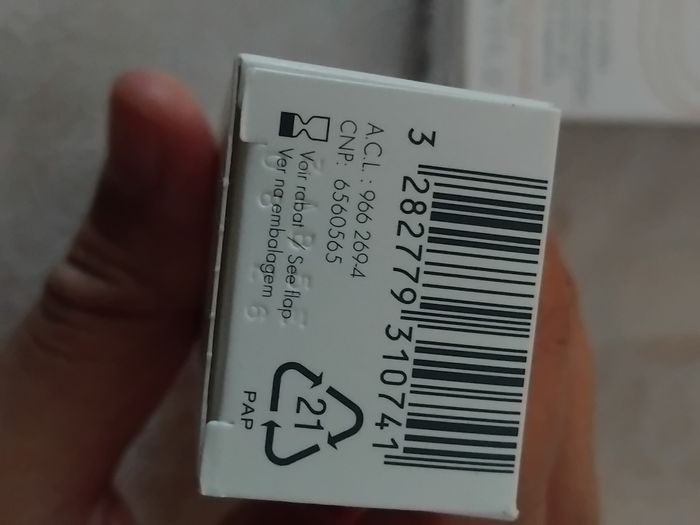 3 282779 310741
A.C.L.: 966 2694
CNP: 6560565
Voir rabat / See flap
Ver na embalagem
21
PAP